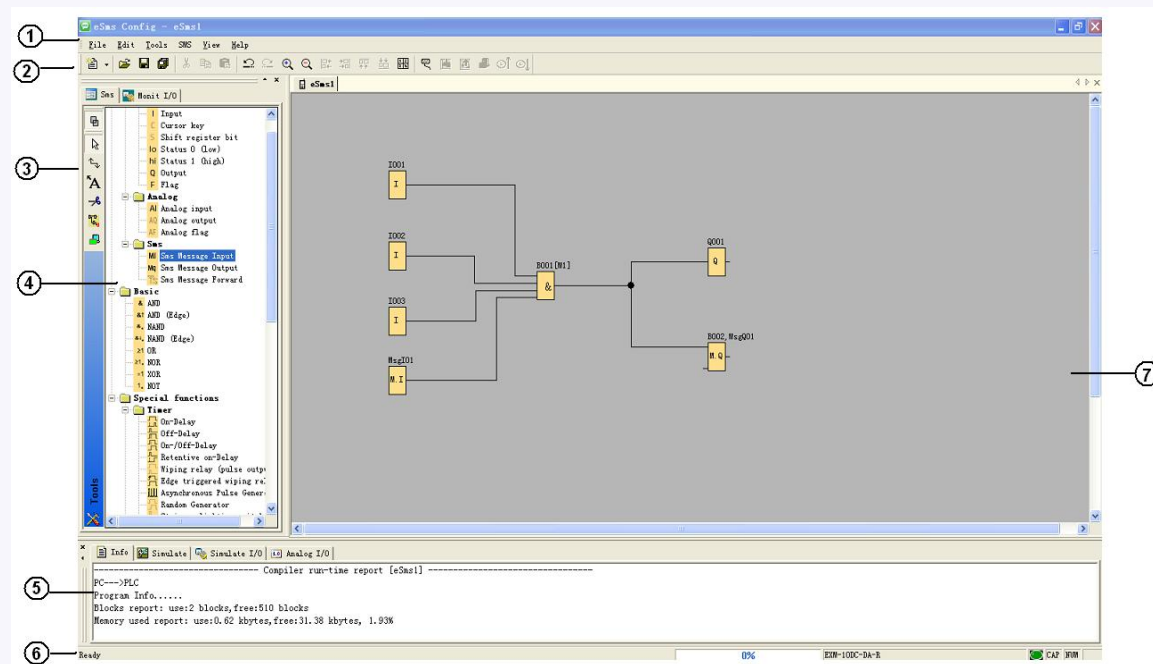 eSms Config - eSms1
① File Edit Tools SMS View Help
②
Sms Monit I/O
eSms1
③
I Input
C Cursor key
S Shift register bit
lo Status 0 (low)
hi Status 1 (high)
Q Output
F Flag
Analog
AI Analog input
AQ Analog output
AF Analog flag
Sms
MI Sms Message Input
Mq Sms Message Output
Sms Message Forward
④
Basic
& AND
&↑ AND (Edge)
NAND
NAND (Edge)
≥1 OR
≥1. NOR
=1 XOR
1. NOT
Special functions
Timer
On-Delay
Off-Delay
On-/Off-Delay
Retentive on-Delay
Wiping relay (pulse outp
Edge triggered wiping rel
Asynchronous Pulse Gener
Random Generator
Tools
I001
I
I002
I
I003
I
MsgI01
M.I
B001[M1]
&
Q001
Q
B002,MsgQ01
M.Q
⑦
Info Simulate Simulate I/O Analog I/O
Compiler run-time report [eSms1]
PC--->PLC
⑤ Program Info......
Blocks report: use:2 blocks,free:510 blocks
Memory used report: use:0.62 kbytes,free:31.38 kbytes, 1.93%
⑥ Ready 0% EXM-10DC-DA-R CAP NUM